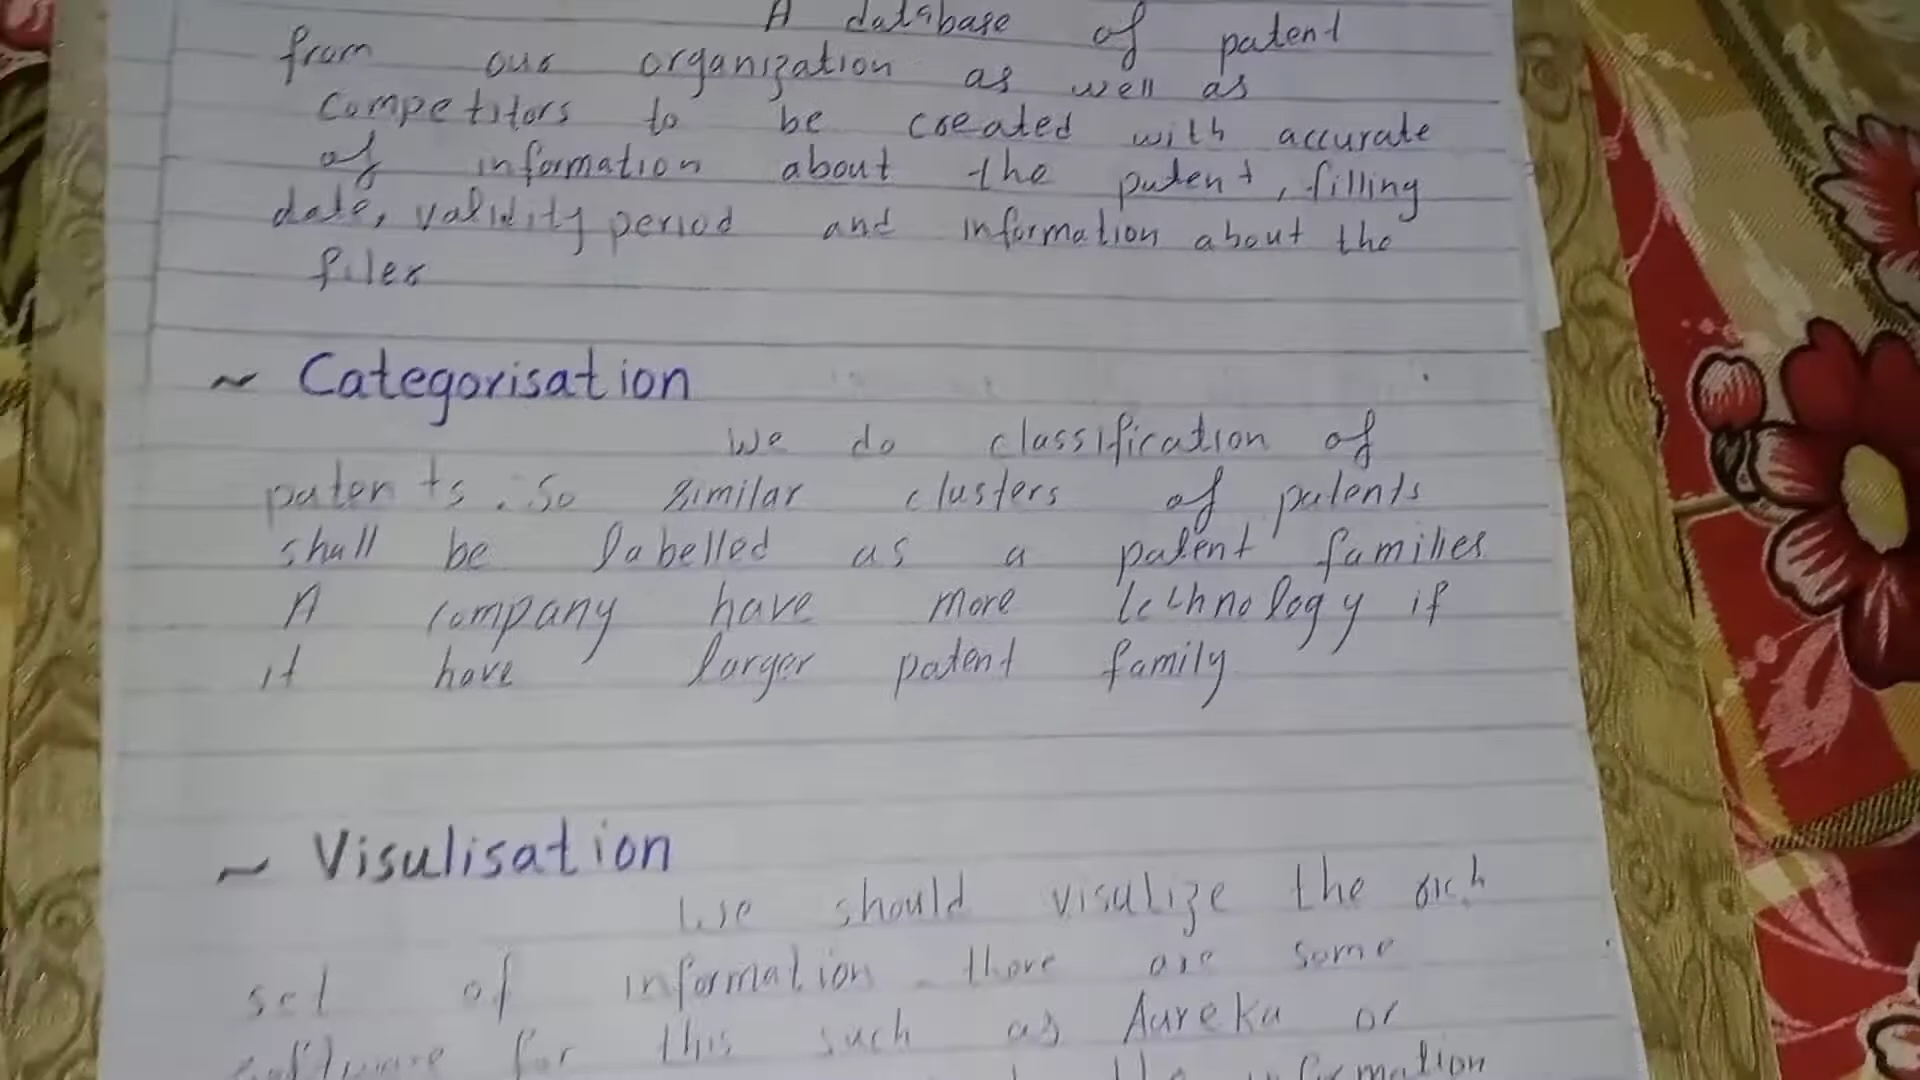 A database of patent
from our organization as well as
competitors to be created with accurate
of information about the patent, filling
date, validity period and information about the
filer
~ Categorisation
We do classification of
patents. So similar clusters of patents
shall be labelled as a patent families
A company have more technology if
it have larger patent family
~ Visulisation
We should visulize the rich
set of information. there are some
software for this such as Aureka or
the information